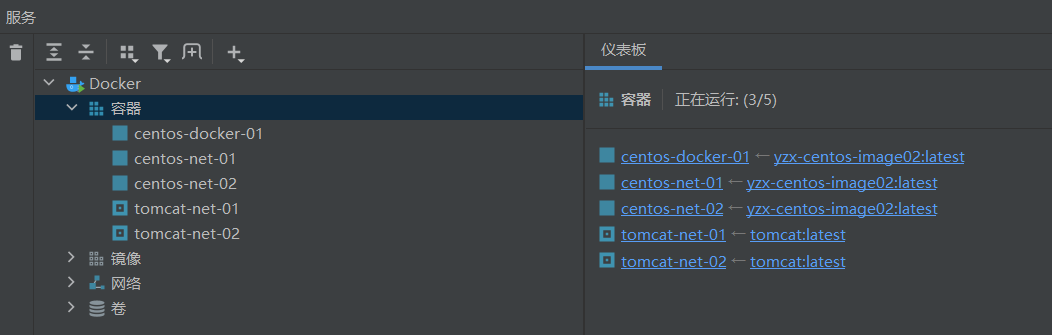 服务
Docker
容器
centos-docker-01
centos-net-01
centos-net-02
tomcat-net-01
tomcat-net-02
镜像
网络
卷
仪表板
容器 正在运行: (3/5)
centos-docker-01 ← yzx-centos-image02:latest
centos-net-01 ← yzx-centos-image02:latest
centos-net-02 ← yzx-centos-image02:latest
tomcat-net-01 ← tomcat:latest
tomcat-net-02 ← tomcat:latest